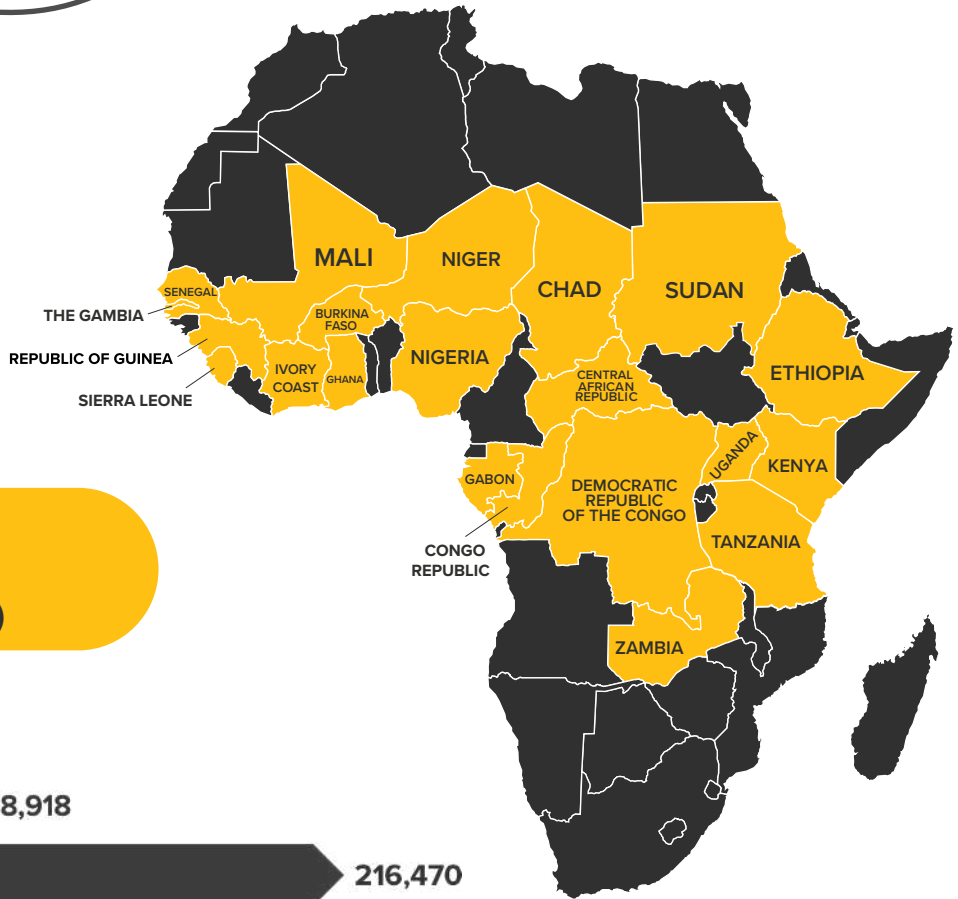 MALI
NIGER
CHAD
SUDAN
SENEGAL
THE GAMBIA
BURKINA
FASO
REPUBLIC OF GUINEA
NIGERIA
IVORY
COAST
GHANA
CENTRAL
AFRICAN
REPUBLIC
ETHIOPIA
SIERRA LEONE
UGANDA
KENYA
GABON
DEMOCRATIC
REPUBLIC
OF THE CONGO
CONGO
REPUBLIC
TANZANIA
ZAMBIA
8,918
216,470